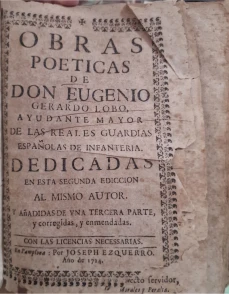 OBRAS
POETICAS
DE
DON EUGENIO
GERARDO LOBO,
AYUDANTE MAYOR
DE LAS REALES GUARDIAS
ESPAÑOLAS DE INFANTERIA.
DEDICADAS
EN ESTA SEGUNDA EDICCION
AL MISMO AUTOR.
Y AÑADIDAS DE VNA TERCERA PARTE,
y corregidas, y enmendadas.
CON LAS LICENCIAS NECESSARIAS.
En Pamplona: Por JOSEPH EZQUERRO.
Año de 1724.
servidor,